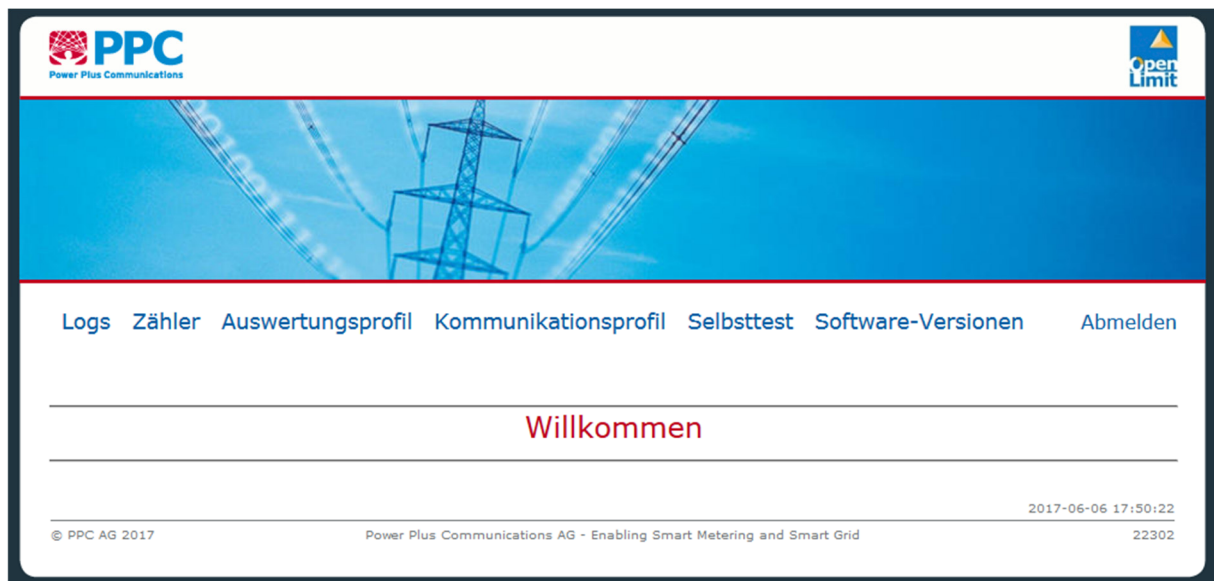 PPC
Power Plus Communications
Open
Limit
Logs Zähler Auswertungsprofil Kommunikationsprofil Selbsttest Software-Versionen Abmelden
Willkommen
2017-06-06 17:50:22
© PPC AG 2017 Power Plus Communications AG - Enabling Smart Metering and Smart Grid 22302